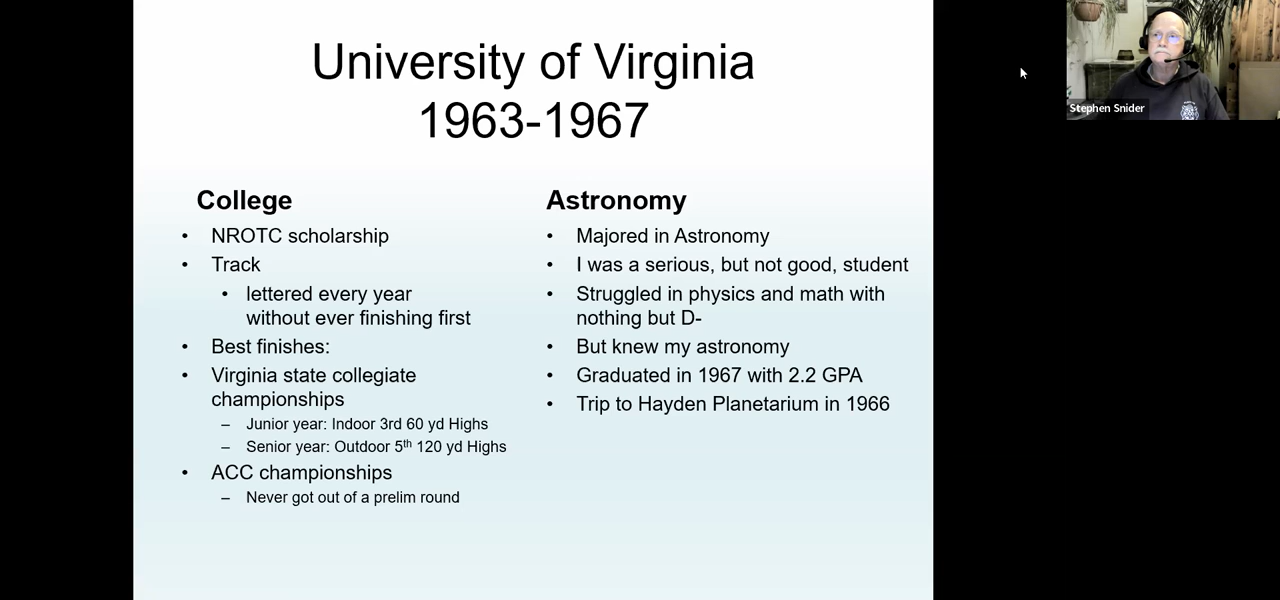 University of Virginia
1963-1967
College
• NROTC scholarship
• Track
• lettered every year
without ever finishing first
• Best finishes:
• Virginia state collegiate
championships
– Junior year: Indoor 3rd 60 yd Highs
– Senior year: Outdoor 5th 120 yd Highs
• ACC championships
– Never got out of a prelim round
Astronomy
• Majored in Astronomy
• I was a serious, but not good, student
• Struggled in physics and math with
nothing but D-
• But knew my astronomy
• Graduated in 1967 with 2.2 GPA
• Trip to Hayden Planetarium in 1966
Stephen Snider